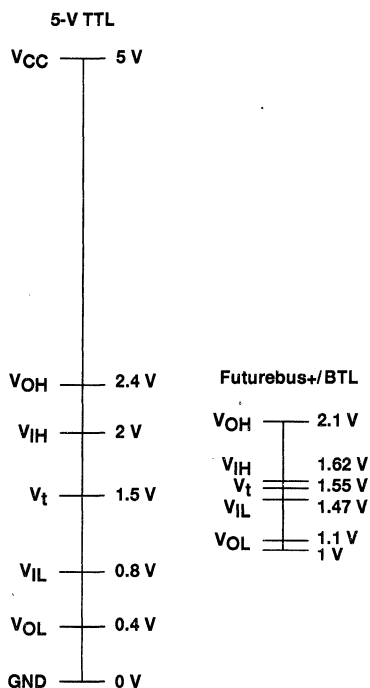 5-V TTL
VCC 5 V
VOH 2.4 V
VIH 2 V
Vt 1.5 V
VIL 0.8 V
VOL 0.4 V
GND 0 V
Futurebus+/BTL
VOH 2.1 V
VIH 1.62 V
Vt 1.55 V
VIL 1.47 V
VOL 1.1 V
1 V